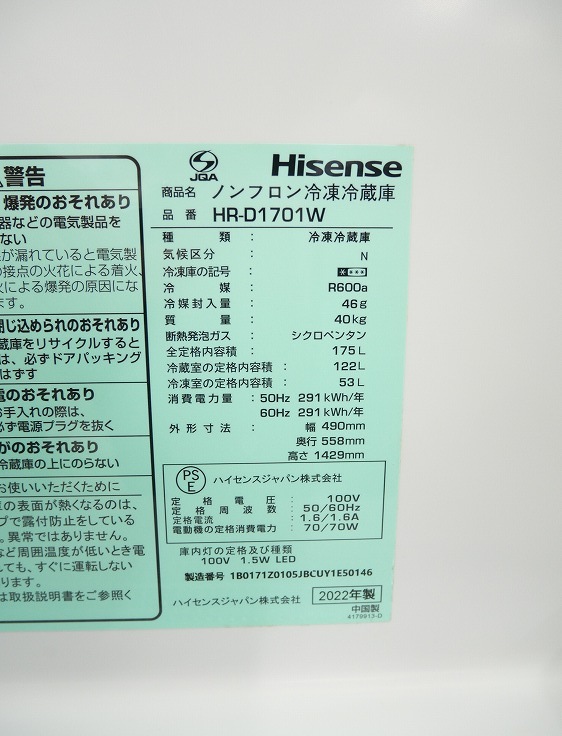 警告
爆発のおそれあり
器などの電気製品を
ない
が漏れていると電気製
の接点の火花による着火、
火による爆発の原因にな
ます。
閉じ込められのおそれあり
蔵庫をリサイクルすると
は、必ずドアパッキング
はずす
電のおそれあり
お手入れの際は、
必ず電源プラグを抜く
がのおそれあり
冷蔵庫の上にのらない
お使いいただくために
の表面が熱くなるのは、
プで露付防止をしている
。異常ではありません。
など周囲温度が低いとき電
しても、すぐに運転しない
ます。
は取扱説明書をご参照く
JQA Hisense
商品名 ノンフロン冷凍冷蔵庫
品番 HR-D1701W
種類 : 冷凍冷蔵庫
気候区分 : N
冷凍庫の記号 : ****
冷媒 : R600a
冷媒封入量 : 46g
質量 : 40kg
断熱発泡ガス : シクロペンタン
全定格内容積 : 175L
冷蔵室の定格内容積 : 122L
冷凍室の定格内容積 : 53L
消費電力量 : 50Hz 291kWh/年
60Hz 291kWh/年
外形寸法 : 幅 490mm
奥行 558mm
高さ 1429mm
PSE ハイセンスジャパン株式会社
定格電圧 : 100V
定格周波数 : 50/60Hz
定格電流 : 1.6/1.6A
電動機の定格消費電力 : 70/70W
庫内灯の定格及び種類
100V 1.5W LED
製造番号 1B0171Z0105JBCUY1E50146
ハイセンスジャパン株式会社 2022年製
中国製
4179913-D